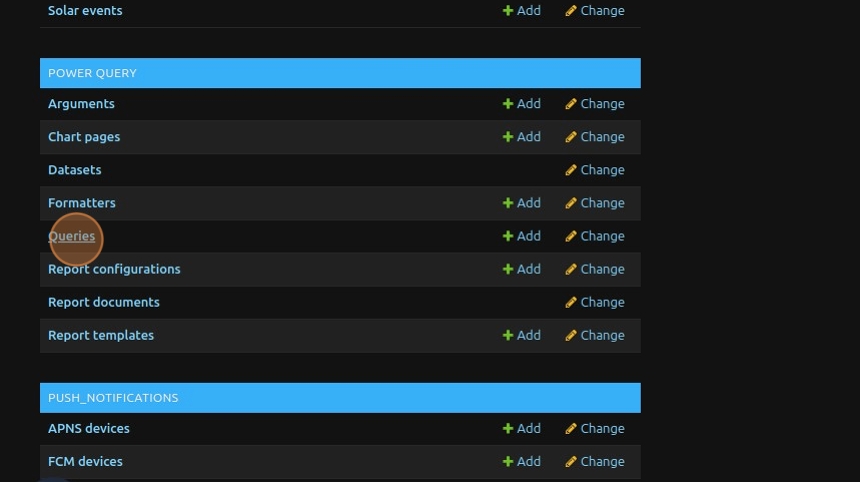 Solar events Add Change
POWER QUERY
Arguments Add Change
Chart pages Add Change
Datasets Change
Formatters Add Change
Queries Add Change
Report configurations Add Change
Report documents Change
Report templates Add Change
PUSH_NOTIFICATIONS
APNS devices Add Change
FCM devices Add Change